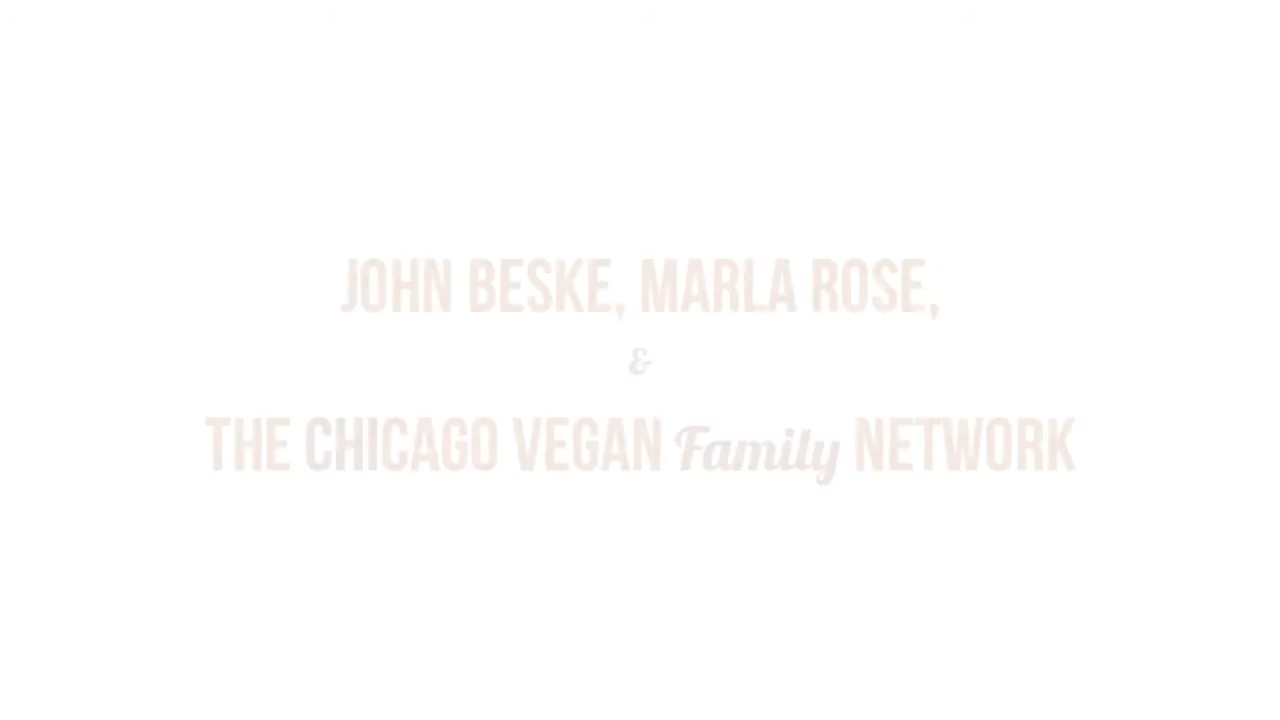 JOHN BESKE, MARLA ROSE,
&
THE CHICAGO VEGAN Family NETWORK